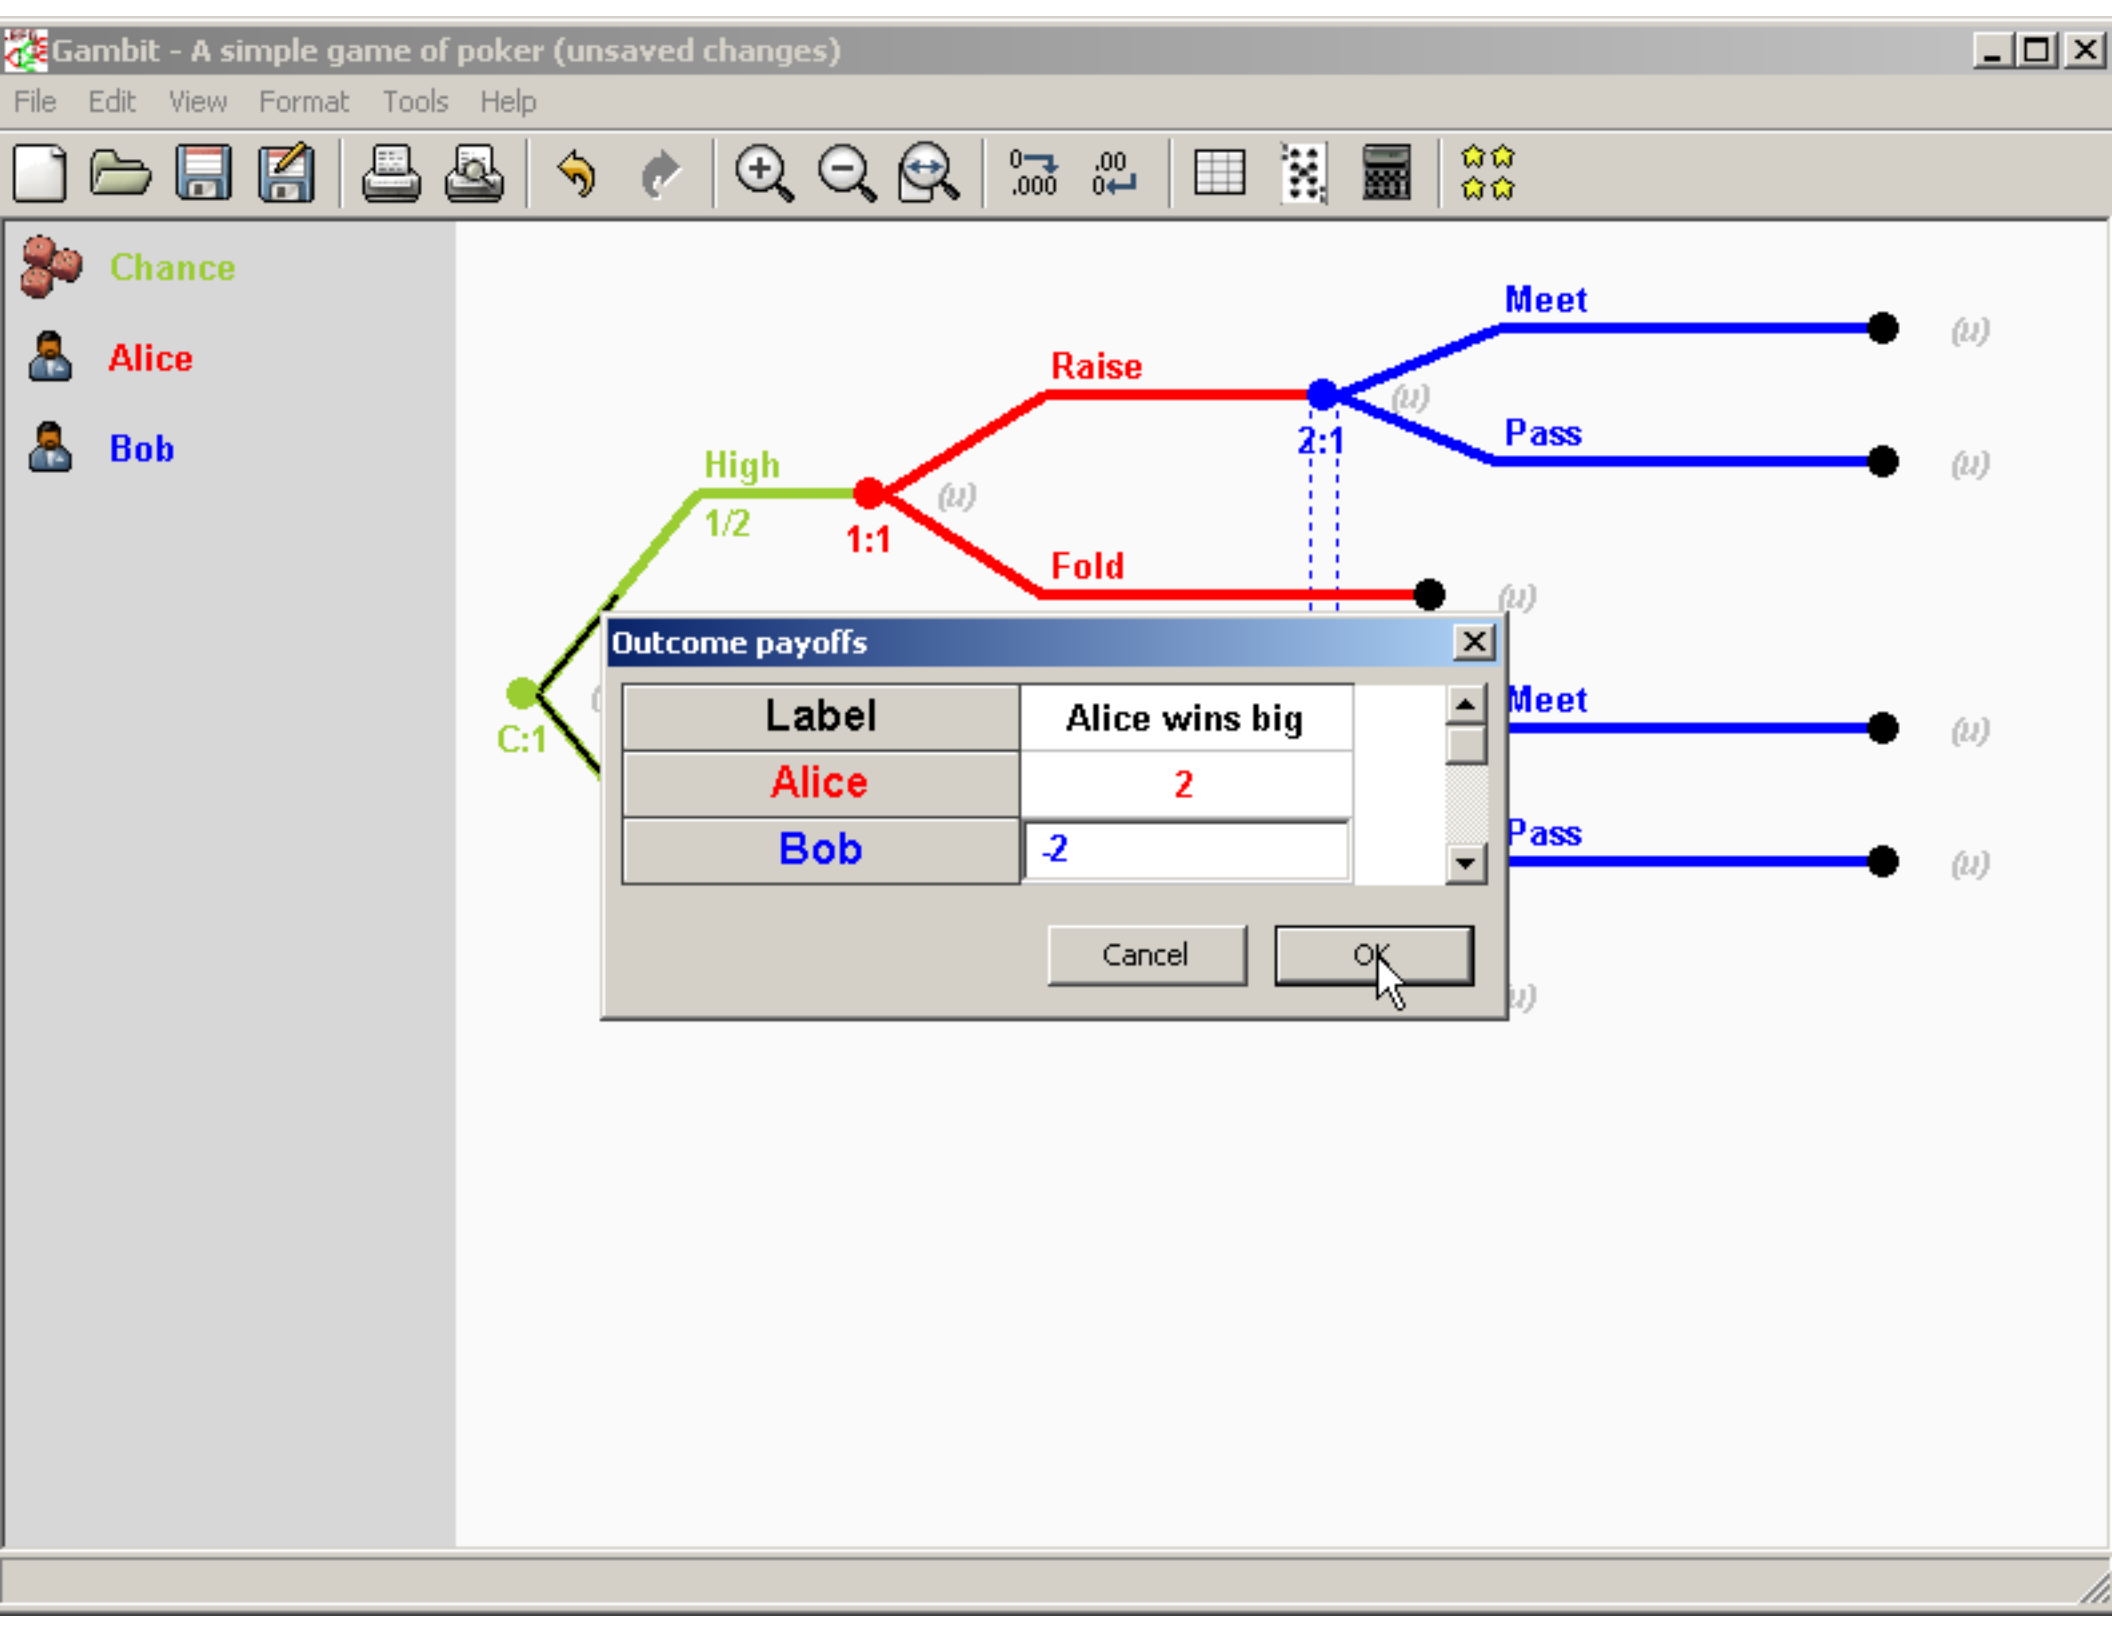 Gambit - A simple game of poker (unsaved changes)
File Edit View Format Tools Help
0 .000 .00 0
Chance
Alice
Bob
Meet
(u)
Raise
(u)
2:1
Pass
(u)
High
1/2
(u)
1:1
Fold
(u)
C:1
Outcome payoffs
Label Alice wins big
Alice 2
Bob -2
Cancel OK
Meet
(u)
Pass
(u)
u)